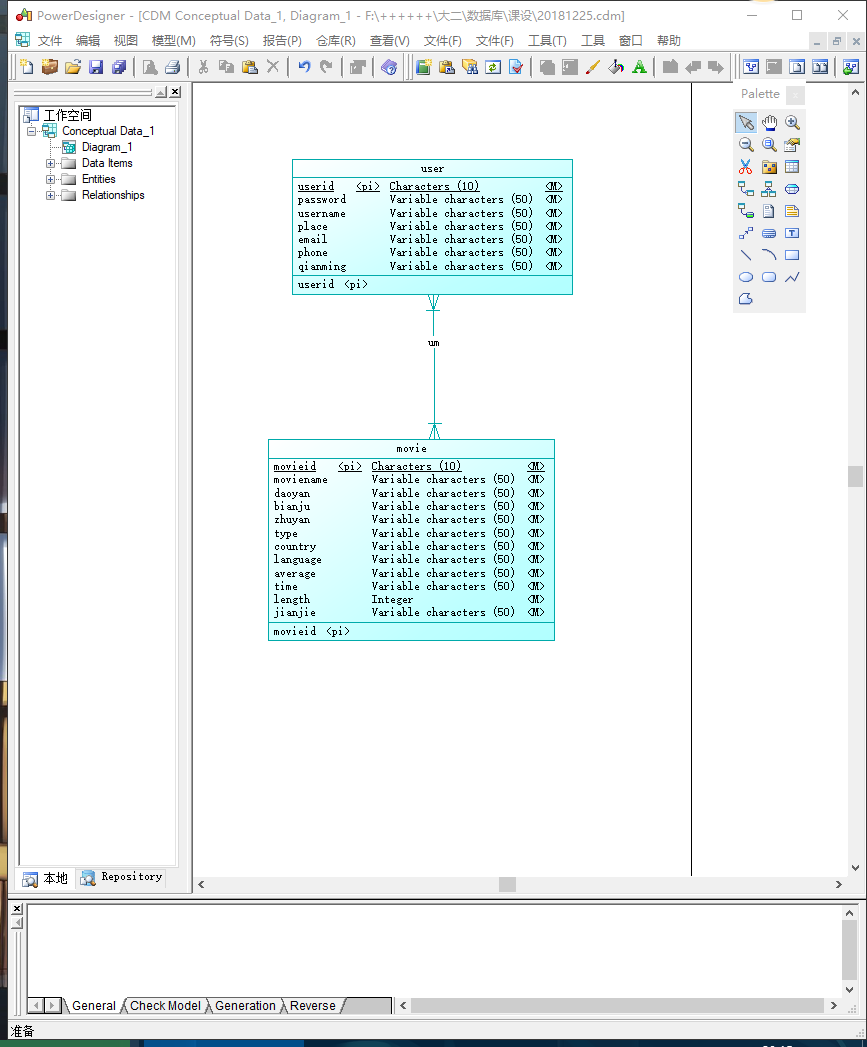 PowerDesigner - [CDM Conceptual Data_1, Diagram_1 - F:\++++++\大二\数据库\课设\20181225.cdm]
文件 编辑 视图 模型(M) 符号(S) 报告(P) 仓库(R) 查看(V) 文件(F) 文件(F) 工具(T) 工具 窗口 帮助
Palette
工作空间
Conceptual Data_1
Diagram_1
Data Items
Entities
Relationships
user
userid <pi> Characters (10) <M>
password Variable characters (50) <M>
username Variable characters (50) <M>
place Variable characters (50) <M>
email Variable characters (50) <M>
phone Variable characters (50) <M>
qianming Variable characters (50) <M>
userid <pi>
um
movie
movieid <pi> Characters (10) <M>
moviename Variable characters (50) <M>
daoyan Variable characters (50) <M>
bianju Variable characters (50) <M>
zhuyan Variable characters (50) <M>
type Variable characters (50) <M>
country Variable characters (50) <M>
language Variable characters (50) <M>
average Variable characters (50) <M>
time Variable characters (50) <M>
length Integer <M>
jianjie Variable characters (50) <M>
movieid <pi>
本地 Repository
General Check Model Generation Reverse
准备